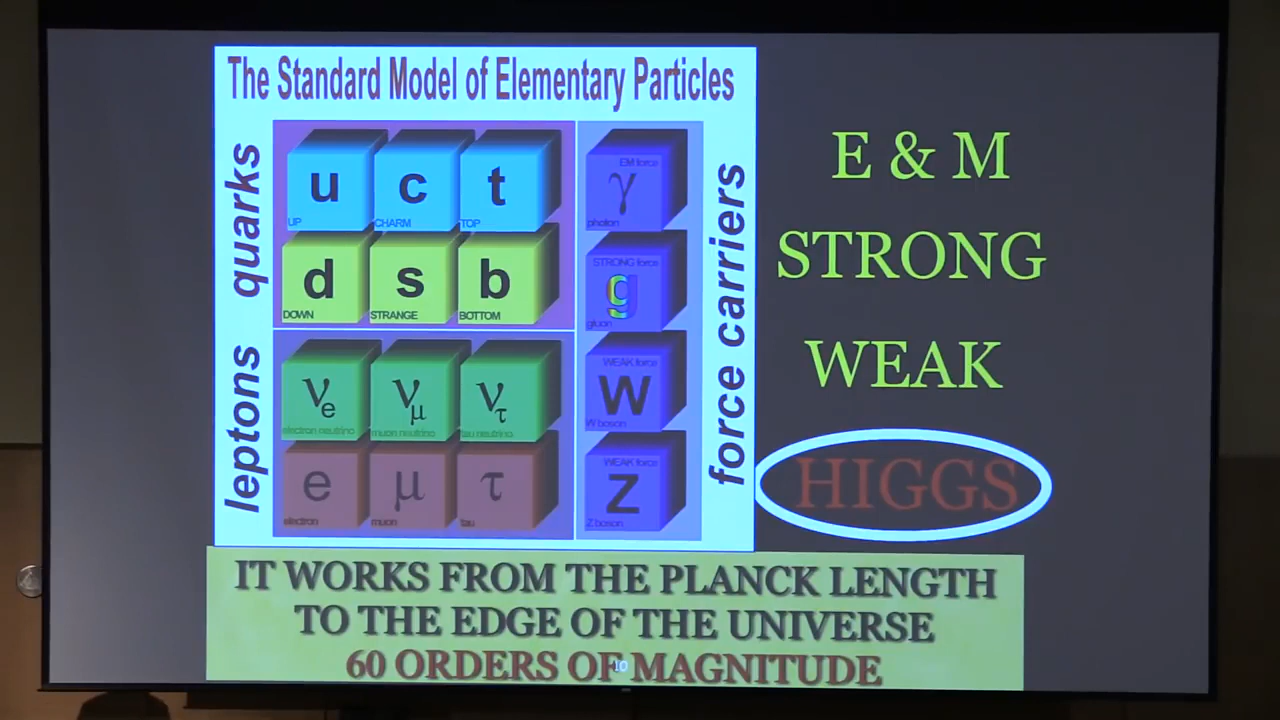 The Standard Model of Elementary Particles
quarks
leptons
force carriers
u
UP
c
CHARM
t
TOP
d
DOWN
s
STRANGE
b
BOTTOM
νe
electron neutrino
νμ
muon neutrino
ντ
tau neutrino
e
electron
μ
muon
τ
tau
EM force
γ
photon
STRONG force
g
gluon
WEAK force
W
W boson
WEAK force
Z
Z boson
E & M
STRONG
WEAK
HIGGS
IT WORKS FROM THE PLANCK LENGTH
TO THE EDGE OF THE UNIVERSE
60 ORDERS OF MAGNITUDE
10